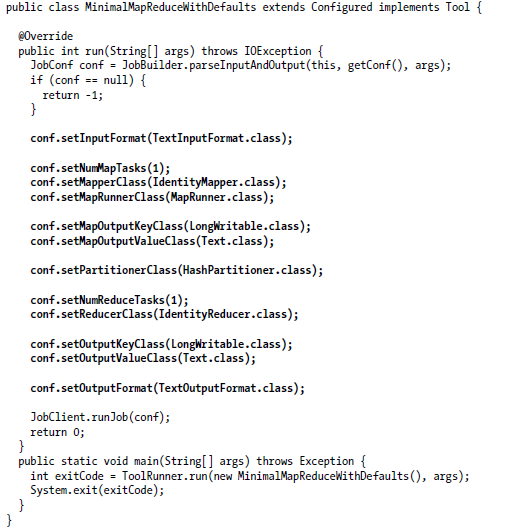 public class MinimalMapReduceWithDefaults extends Configured implements Tool {
@Override
public int run(String[] args) throws IOException {
JobConf conf = JobBuilder.parseInputAndOutput(this, getConf(), args);
if (conf == null) {
return -1;
}
conf.setInputFormat(TextInputFormat.class);
conf.setNumMapTasks(1);
conf.setMapperClass(IdentityMapper.class);
conf.setMapRunnerClass(MapRunner.class);
conf.setMapOutputKeyClass(LongWritable.class);
conf.setMapOutputValueClass(Text.class);
conf.setPartitionerClass(HashPartitioner.class);
conf.setNumReduceTasks(1);
conf.setReducerClass(IdentityReducer.class);
conf.setOutputKeyClass(LongWritable.class);
conf.setOutputValueClass(Text.class);
conf.setOutputFormat(TextOutputFormat.class);
JobClient.runJob(conf);
return 0;
}
public static void main(String[] args) throws Exception {
int exitCode = ToolRunner.run(new MinimalMapReduceWithDefaults(), args);
System.exit(exitCode);
}
}